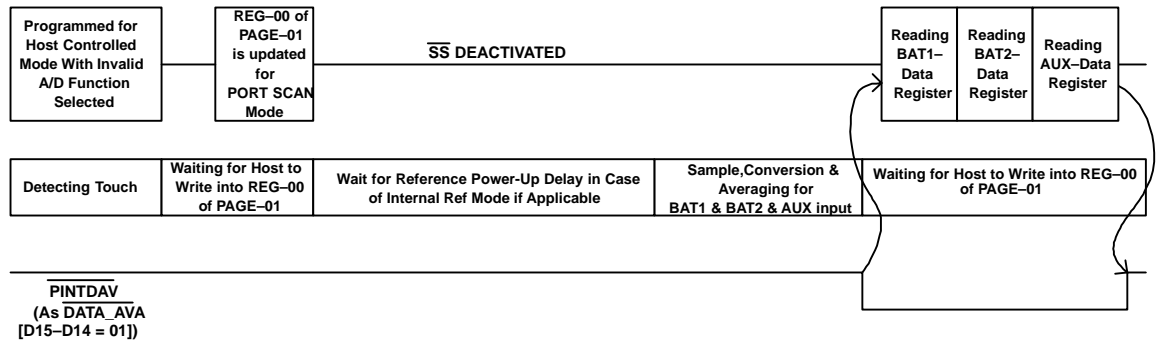 Programmed for
Host Controlled
Mode With Invalid
A/D Function
Selected
REG–00 of
PAGE–01
is updated
for
PORT SCAN
Mode
SS DEACTIVATED
Reading
BAT1–
Data
Register
Reading
BAT2–
Data
Register
Reading
AUX–Data
Register
Detecting Touch
Waiting for Host to
Write into REG–00
of PAGE–01
Wait for Reference Power-Up Delay in Case
of Internal Ref Mode if Applicable
Sample,Conversion &
Averaging for
BAT1 & BAT2 & AUX input
Waiting for Host to Write into REG–00
of PAGE–01
PINTDAV
(As DATA_AVA
[D15–D14 = 01])